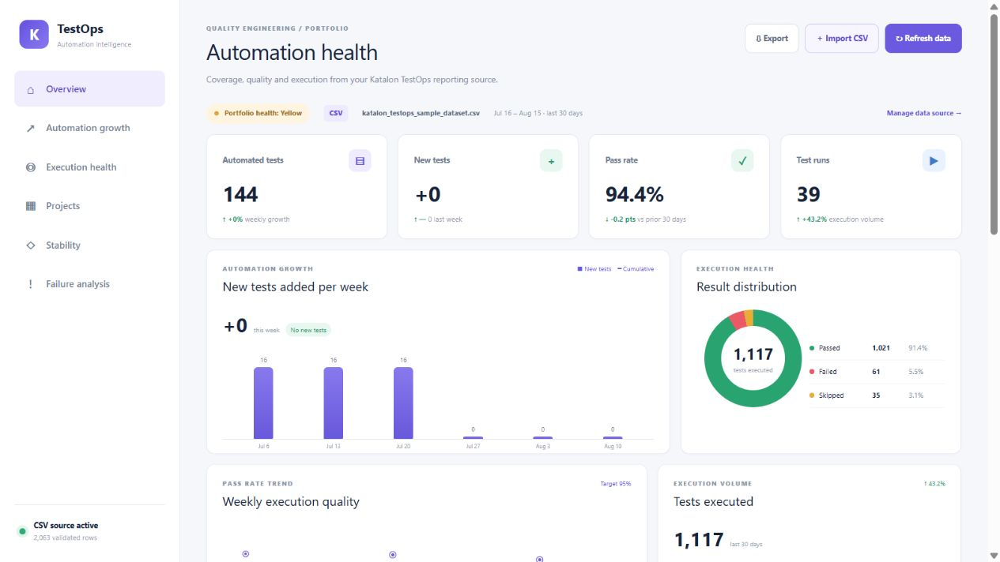 K
TestOps
Automation intelligence
Overview
Automation growth
Execution health
Projects
Stability
! Failure analysis
CSV source active
2,063 validated rows
QUALITY ENGINEERING / PORTFOLIO
Automation health
Coverage, quality and execution from your Katalon TestOps reporting source.
⇩ Export
+ Import CSV
↻ Refresh data
Portfolio health: Yellow
CSV
katalon_testops_sample_dataset.csv
Jul 16 – Aug 15 · last 30 days
Manage data source →
Automated tests
144
↑ +0% weekly growth
New tests
+
+0
↑ — 0 last week
Pass rate
✓
94.4%
↓ -0.2 pts vs prior 30 days
Test runs
▶
39
↑ +43.2% execution volume
AUTOMATION GROWTH
New tests Cumulative
New tests added per week
+0 this week No new tests
16 16 16 0 0 0
Jul 6 Jul 13 Jul 20 Jul 27 Aug 3 Aug 10
EXECUTION HEALTH
Result distribution
1,117
tests executed
Passed 1,021 91.4%
Failed 61 5.5%
Skipped 35 3.1%
PASS RATE TREND
Target 95%
Weekly execution quality
EXECUTION VOLUME
↑ 43.2%
Tests executed
1,117 last 30 days